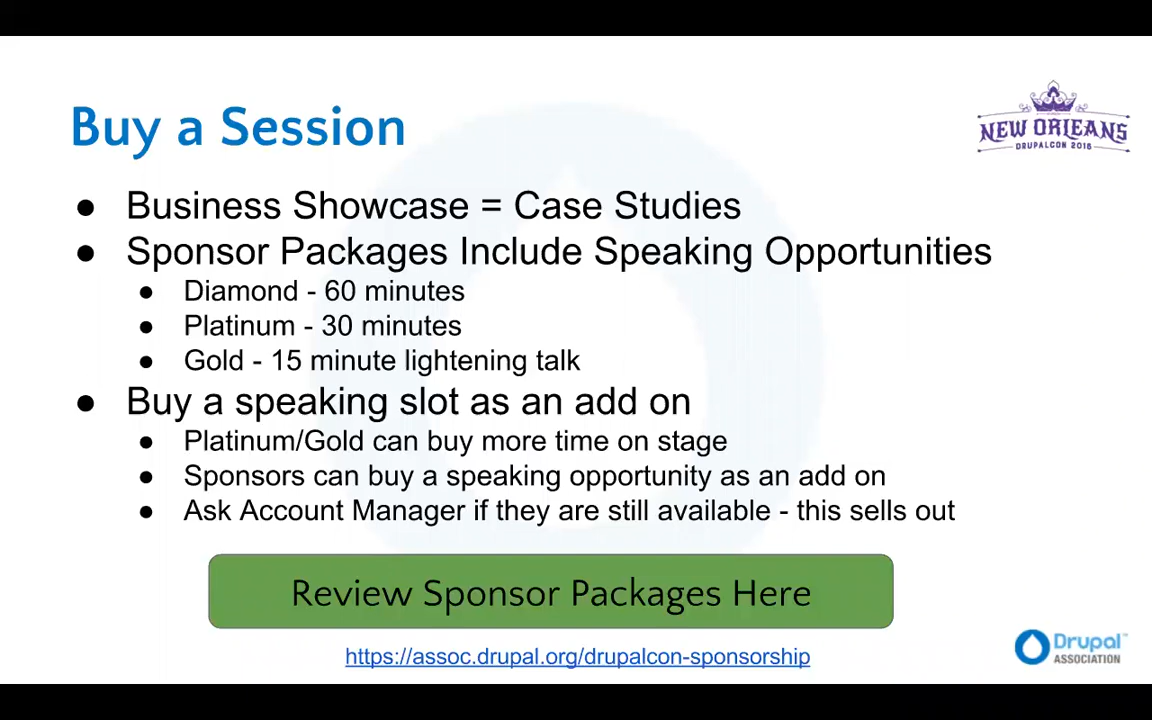 Buy a Session
NEW ORLEANS
DRUPALCON 2016
● Business Showcase = Case Studies
● Sponsor Packages Include Speaking Opportunities
● Diamond - 60 minutes
● Platinum - 30 minutes
● Gold - 15 minute lightening talk
● Buy a speaking slot as an add on
● Platinum/Gold can buy more time on stage
● Sponsors can buy a speaking opportunity as an add on
● Ask Account Manager if they are still available - this sells out
Review Sponsor Packages Here
https://assoc.drupal.org/drupalcon-sponsorship
Drupal™
ASSOCIATION